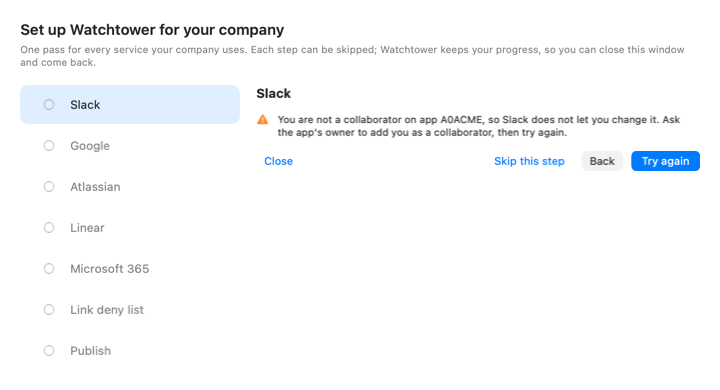 Set up Watchtower for your company
One pass for every service your company uses. Each step can be skipped; Watchtower keeps your progress, so you can close this window
and come back.
Slack
Google
Atlassian
Linear
Microsoft 365
Link deny list
Publish
Slack
You are not a collaborator on app A0ACME, so Slack does not let you change it. Ask
the app's owner to add you as a collaborator, then try again.
Close
Skip this step
Back
Try again